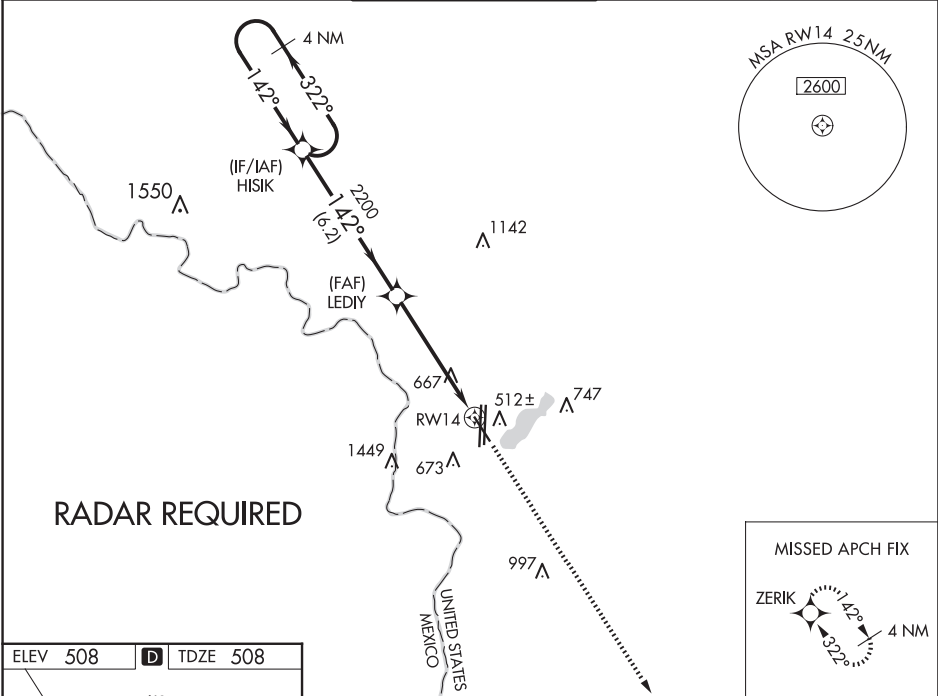 4 NM
142°
322°
MSA RW14 25NM
2600
(IF/IAF)
HISIK
1550
2200
142°
(6.2)
1142
(FAF)
LEDIY
667
512±
747
RW14
1449
673
RADAR REQUIRED
997
MISSED APCH FIX
ZERIK
142°
4 NM
322°
UNITED STATES
MEXICO
ELEV 508 D TDZE 508